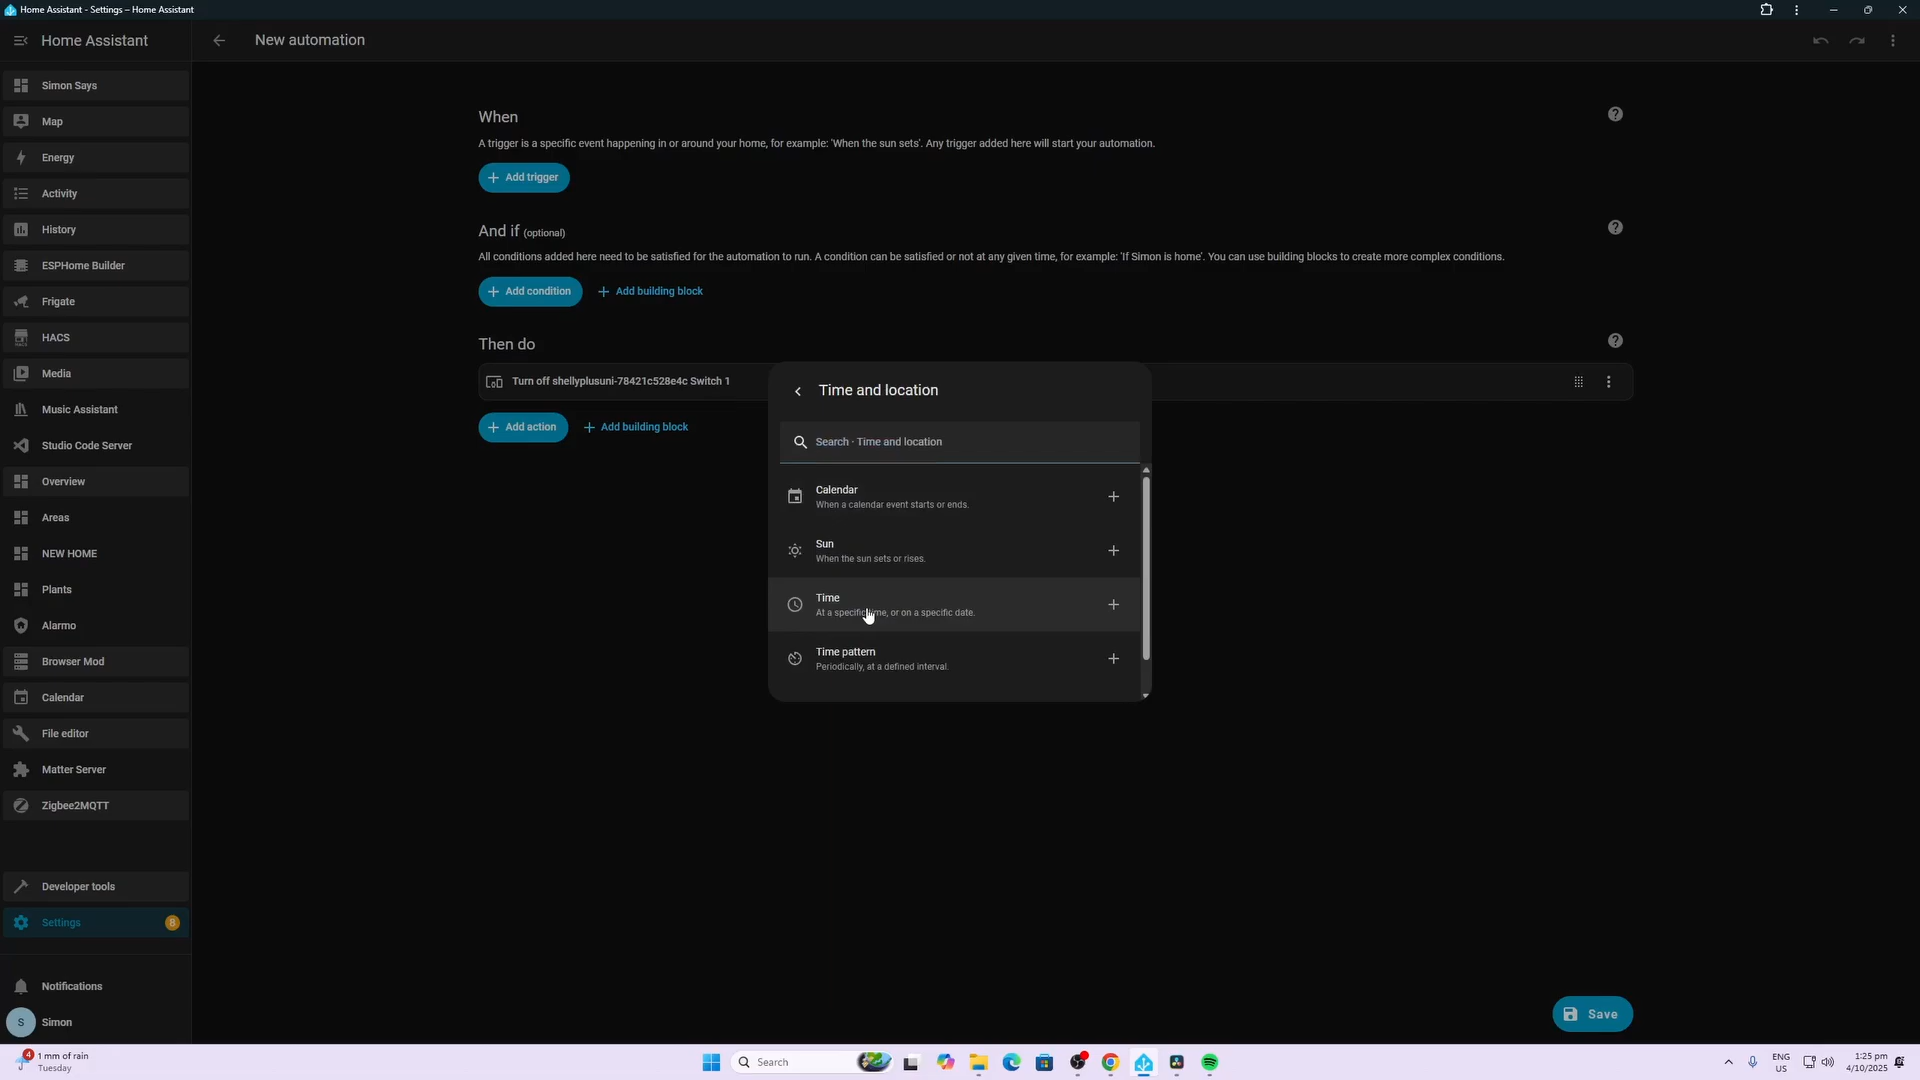 Home Assistant - Settings – Home Assistant
Home Assistant
New automation
Simon Says
Map
Energy
Activity
History
ESPHome Builder
Frigate
HACS
Media
Music Assistant
Studio Code Server
Overview
Areas
NEW HOME
Plants
Alarmo
Browser Mod
Calendar
File editor
Matter Server
Zigbee2MQTT
Developer tools
Settings 8
Notifications
S Simon
When
A trigger is a specific event happening in or around your home, for example: 'When the sun sets'. Any trigger added here will start your automation.
Add trigger
And if (optional)
All conditions added here need to be satisfied for the automation to run. A condition can be satisfied or not at any given time, for example: 'If Simon is home'. You can use building blocks to create more complex conditions.
Add condition Add building block
Then do
Turn off shellyplusuni-78421c528e4c Switch 1
Add action Add building block
Time and location
Search · Time and location
Calendar
When a calendar event starts or ends.
Sun
When the sun sets or rises.
Time
At a specific time, or on a specific date.
Time pattern
Periodically, at a defined interval.
Save
4 1 mm of rain
Tuesday
Search
ENG
US
1:25 pm
4/10/2025